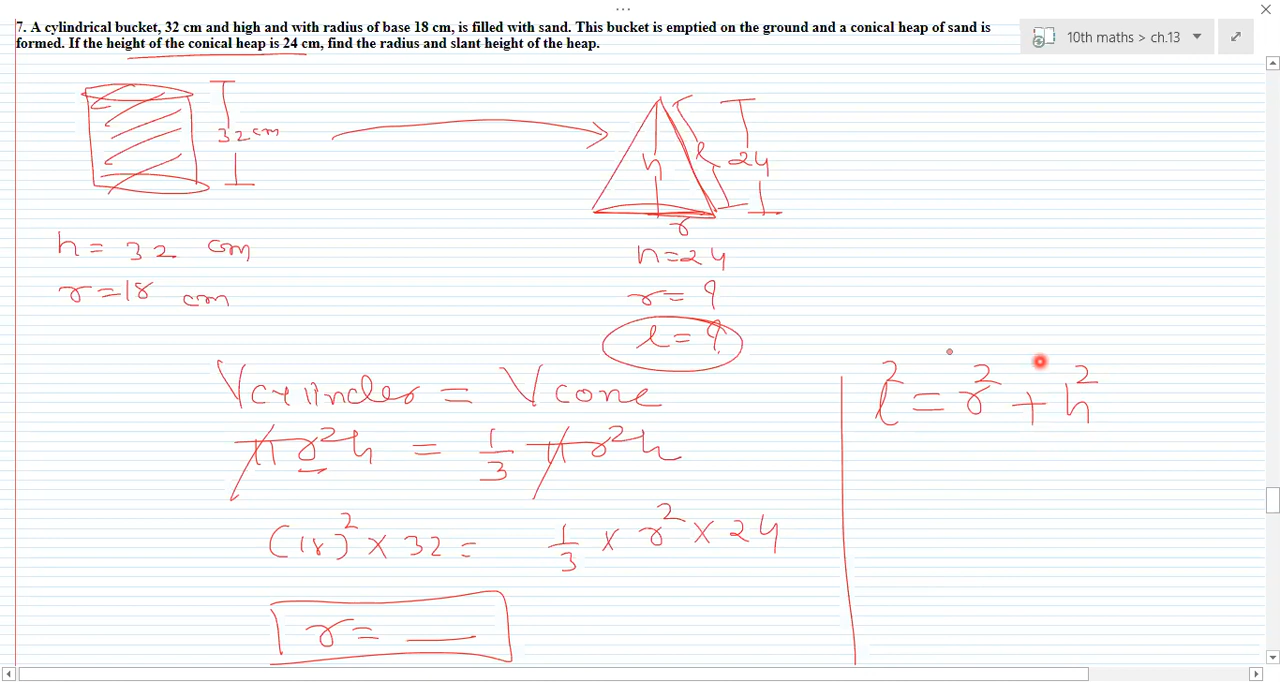 7. A cylindrical bucket, 32 cm and high and with radius of base 18 cm, is filled with sand. This bucket is emptied on the ground and a conical heap of sand is
formed. If the height of the conical heap is 24 cm, find the radius and slant height of the heap.
10th maths > ch.13
32 cm
h
l
24
r
h = 32 cm
r = 18 cm
h = 24
r = ?
l = ?
V cylinder = V cone
πr²h = 1/3 πr²h
(18)² × 32 = 1/3 × r² × 24
r = __
l² = r² + h²